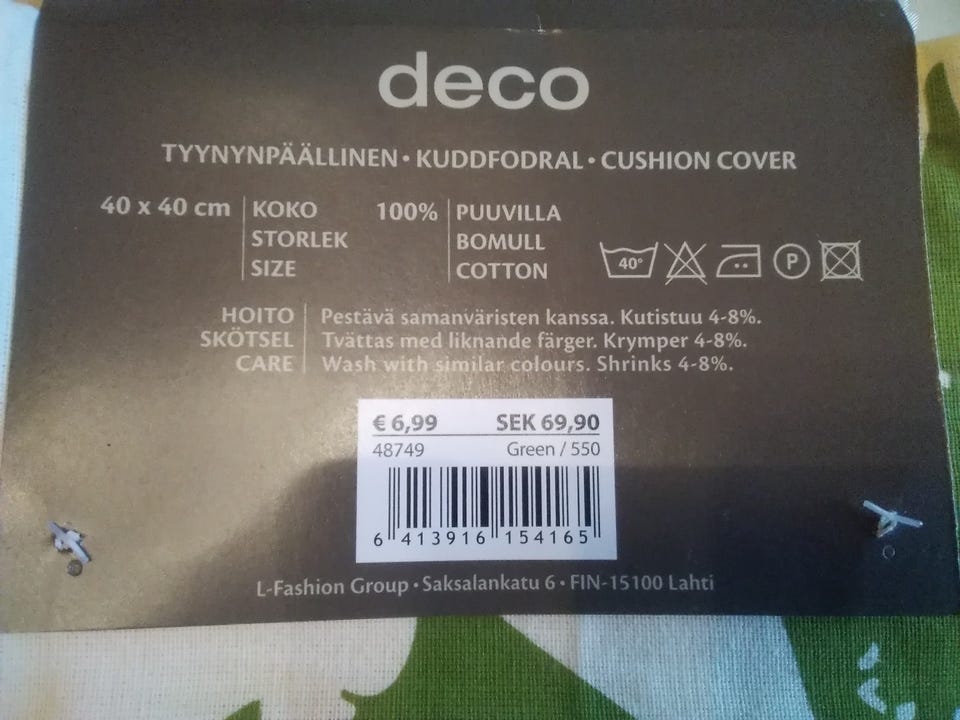 deco
TYYNYNPÄÄLLINEN • KUDDFODRAL • CUSHION COVER
40 x 40 cm KOKO 100% PUUVILLA
STORLEK BOMULL
SIZE COTTON
40° P
HOITO Pestävä samanväristen kanssa. Kutistuu 4-8%.
SKÖTSEL Tvättas med liknande färger. Krymper 4-8%.
CARE Wash with similar colours. Shrinks 4-8%.
€ 6,99 SEK 69,90
48749 Green / 550
6 413916 154165
L-Fashion Group • Saksalankatu 6 • FIN-15100 Lahti